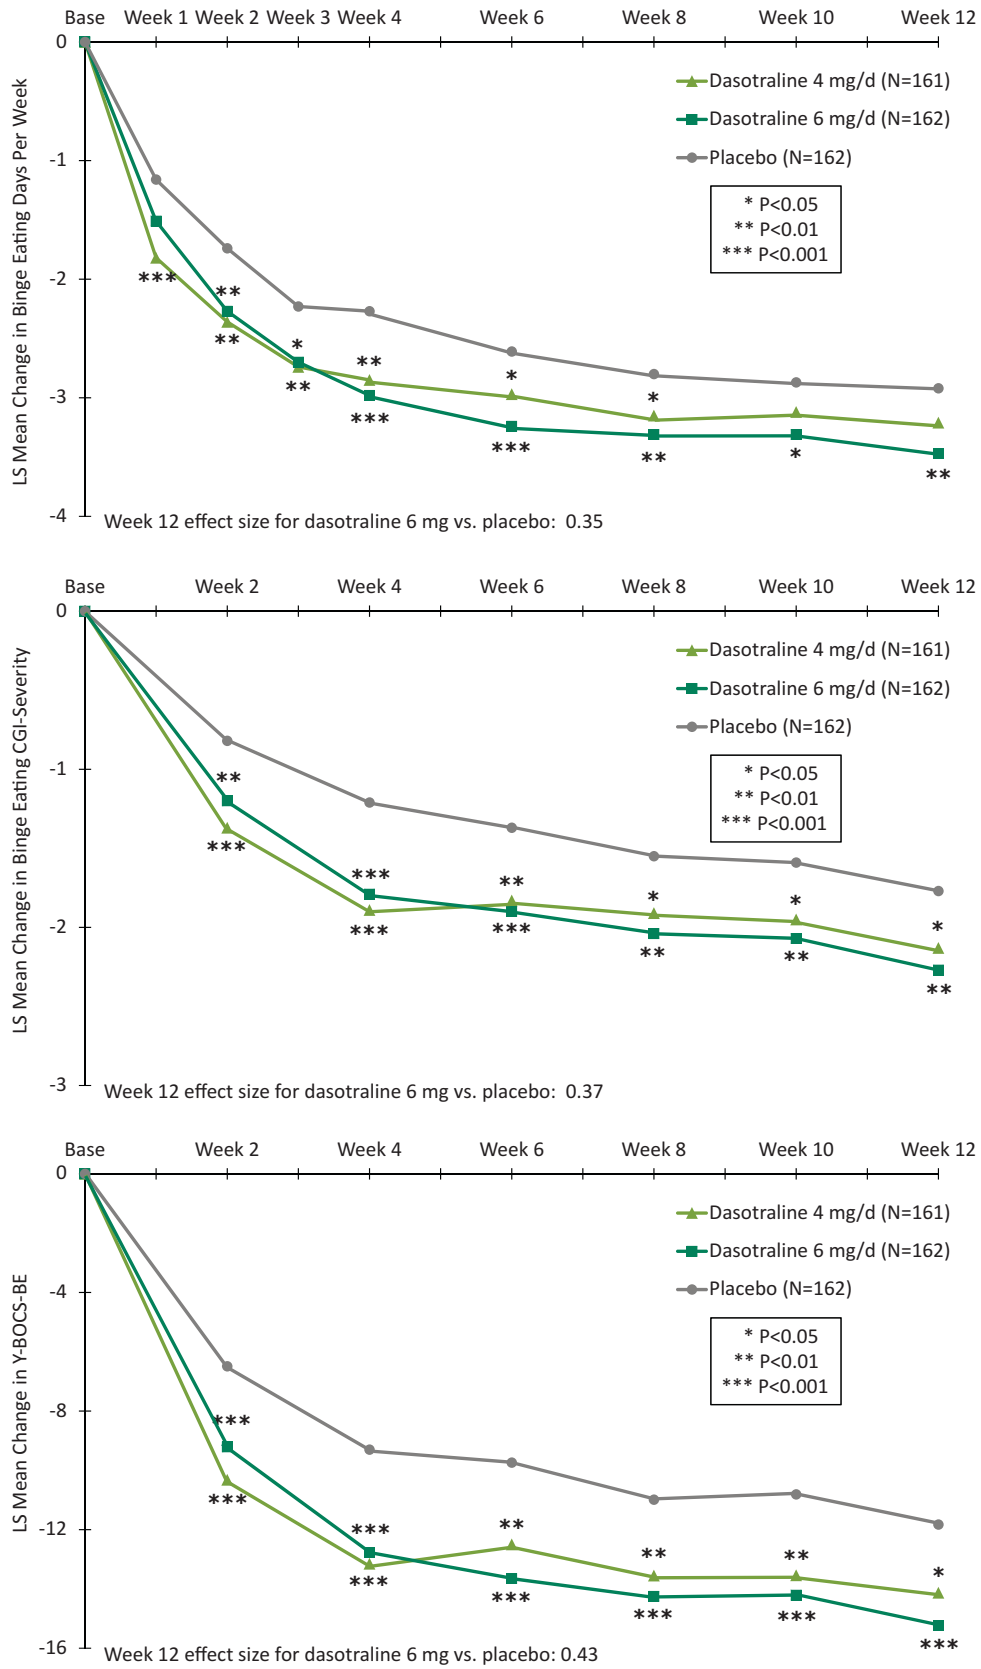 Base Week 1 Week 2 Week 3 Week 4 Week 6 Week 8 Week 10 Week 12
0
-1
-2
-3
-4
LS Mean Change in Binge Eating Days Per Week
Dasotraline 4 mg/d (N=161)
Dasotraline 6 mg/d (N=162)
Placebo (N=162)
* P<0.05
** P<0.01
*** P<0.001
***
**
**
*
**
**
***
*
***
*
**
*
**
Week 12 effect size for dasotraline 6 mg vs. placebo: 0.35
Base Week 2 Week 4 Week 6 Week 8 Week 10 Week 12
0
-1
-2
-3
LS Mean Change in Binge Eating CGI-Severity
Dasotraline 4 mg/d (N=161)
Dasotraline 6 mg/d (N=162)
Placebo (N=162)
* P<0.05
** P<0.01
*** P<0.001
**
***
***
***
**
***
*
**
*
**
*
**
Week 12 effect size for dasotraline 6 mg vs. placebo: 0.37
Base Week 2 Week 4 Week 6 Week 8 Week 10 Week 12
0
-4
-8
-12
-16
LS Mean Change in Y-BOCS-BE
Dasotraline 4 mg/d (N=161)
Dasotraline 6 mg/d (N=162)
Placebo (N=162)
* P<0.05
** P<0.01
*** P<0.001
***
***
***
***
**
***
**
***
**
***
*
***
Week 12 effect size for dasotraline 6 mg vs. placebo: 0.43